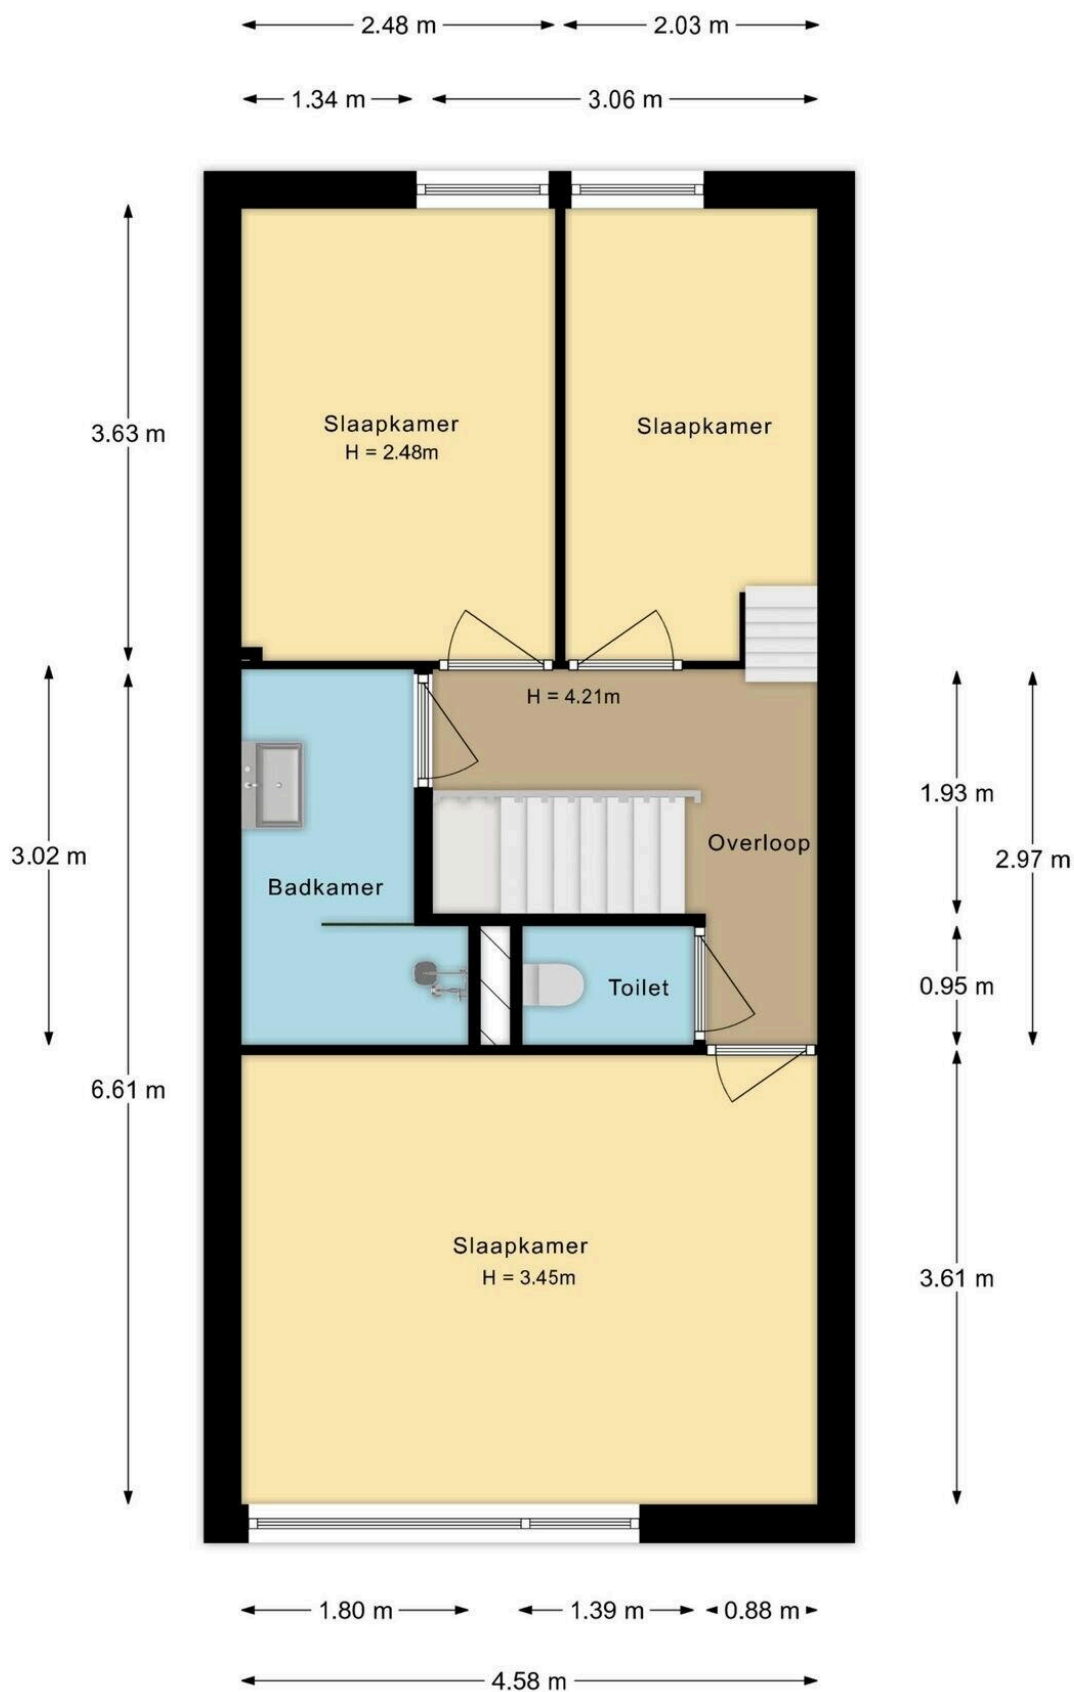 2.48 m 2.03 m
1.34 m 3.06 m
3.63 m
Slaapkamer
H = 2.48m
Slaapkamer
H = 4.21m
1.93 m
3.02 m
Overloop
2.97 m
Badkamer
0.95 m
Toilet
6.61 m
Slaapkamer
H = 3.45m
3.61 m
1.80 m 1.39 m 0.88 m
4.58 m